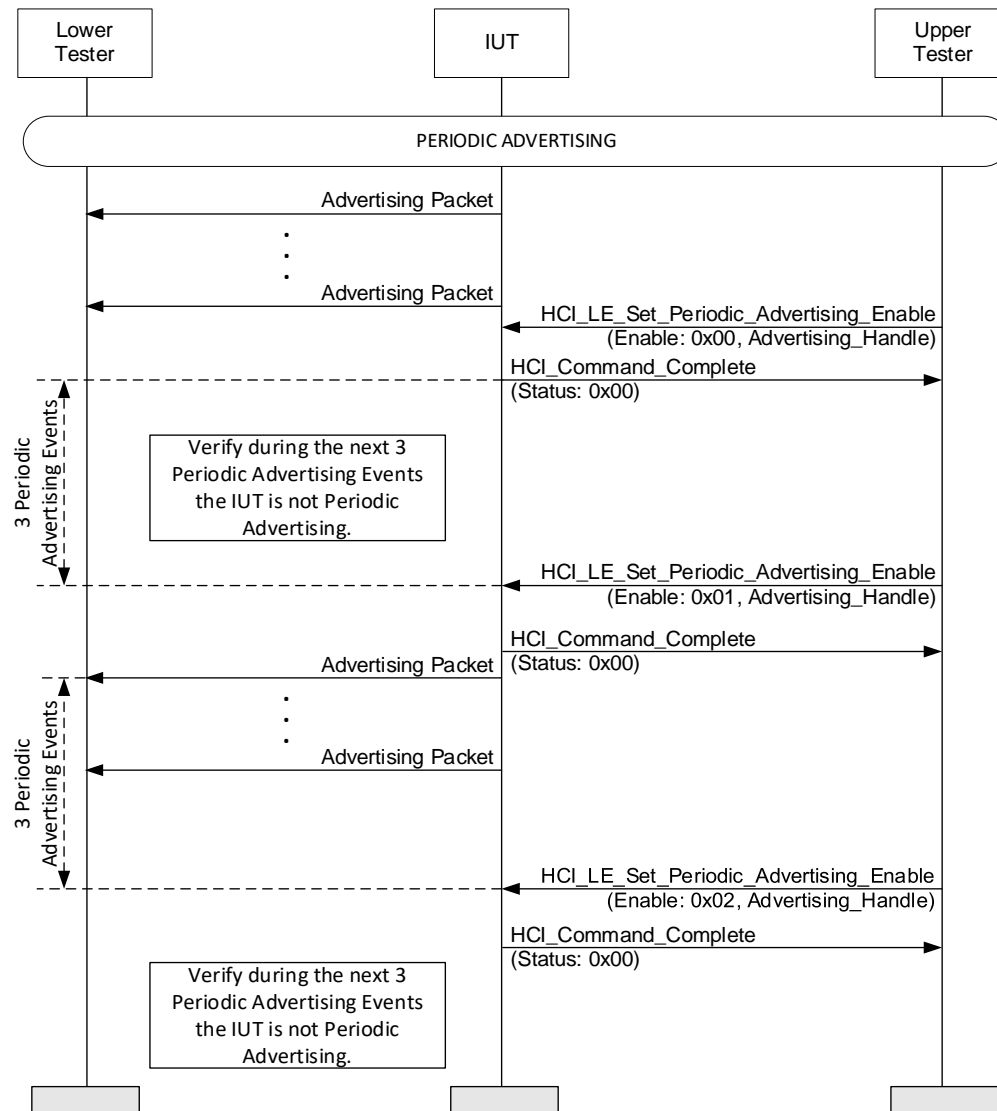 Lower
Tester
IUT
Upper
Tester
PERIODIC ADVERTISING
Advertising Packet
Advertising Packet
HCI_LE_Set_Periodic_Advertising_Enable
(Enable: 0x00, Advertising_Handle)
HCI_Command_Complete
(Status: 0x00)
3 Periodic
Advertising Events
Verify during the next 3
Periodic Advertising Events
the IUT is not Periodic
Advertising.
HCI_LE_Set_Periodic_Advertising_Enable
(Enable: 0x01, Advertising_Handle)
HCI_Command_Complete
(Status: 0x00)
Advertising Packet
3 Periodic
Advertising Events
Advertising Packet
HCI_LE_Set_Periodic_Advertising_Enable
(Enable: 0x02, Advertising_Handle)
HCI_Command_Complete
(Status: 0x00)
Verify during the next 3
Periodic Advertising Events
the IUT is not Periodic
Advertising.